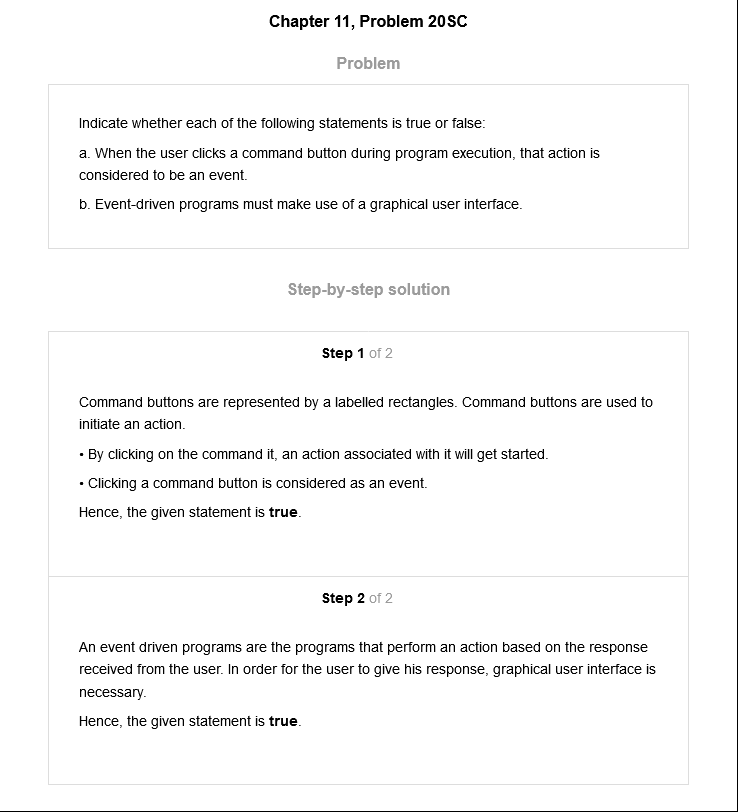 Chapter 11, Problem 20SC
Problem
Indicate whether each of the following statements is true or false:
a. When the user clicks a command button during program execution, that action is
considered to be an event.
b. Event-driven programs must make use of a graphical user interface.
Step-by-step solution
Step 1 of 2
Command buttons are represented by a labelled rectangles. Command buttons are used to
initiate an action.
• By clicking on the command it, an action associated with it will get started.
• Clicking a command button is considered as an event.
Hence, the given statement is true.
Step 2 of 2
An event driven programs are the programs that perform an action based on the response
received from the user. In order for the user to give his response, graphical user interface is
necessary.
Hence, the given statement is true.